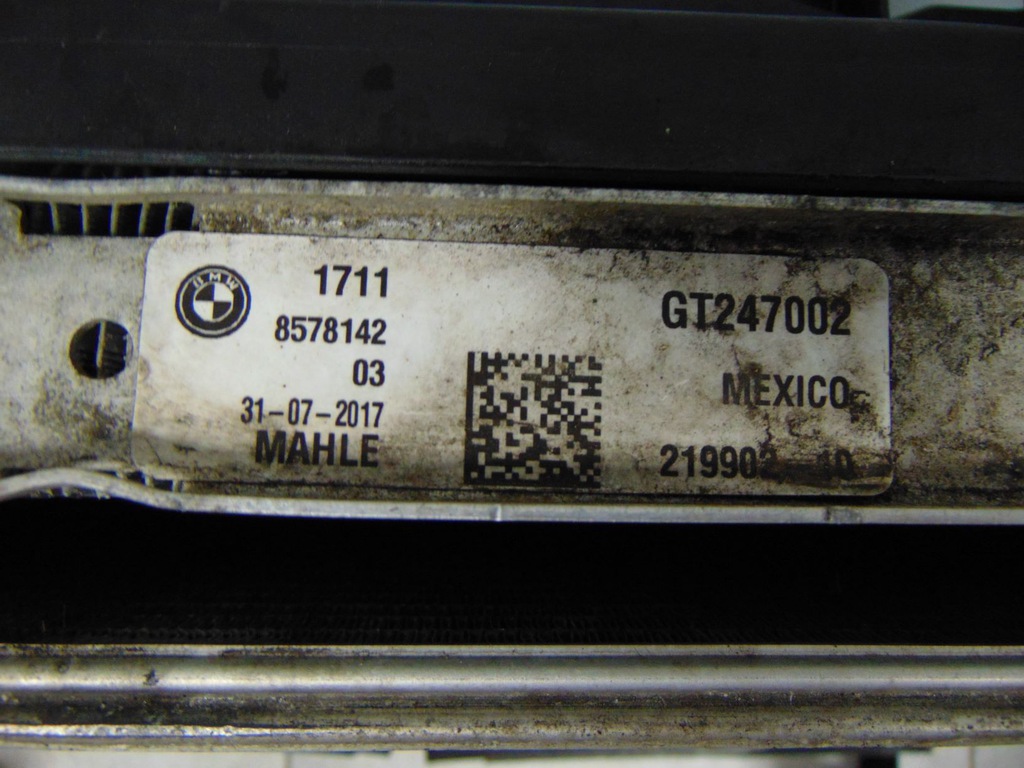 BMW
1711
8578142
03
31-07-2017
MAHLE
GT247002
MEXICO